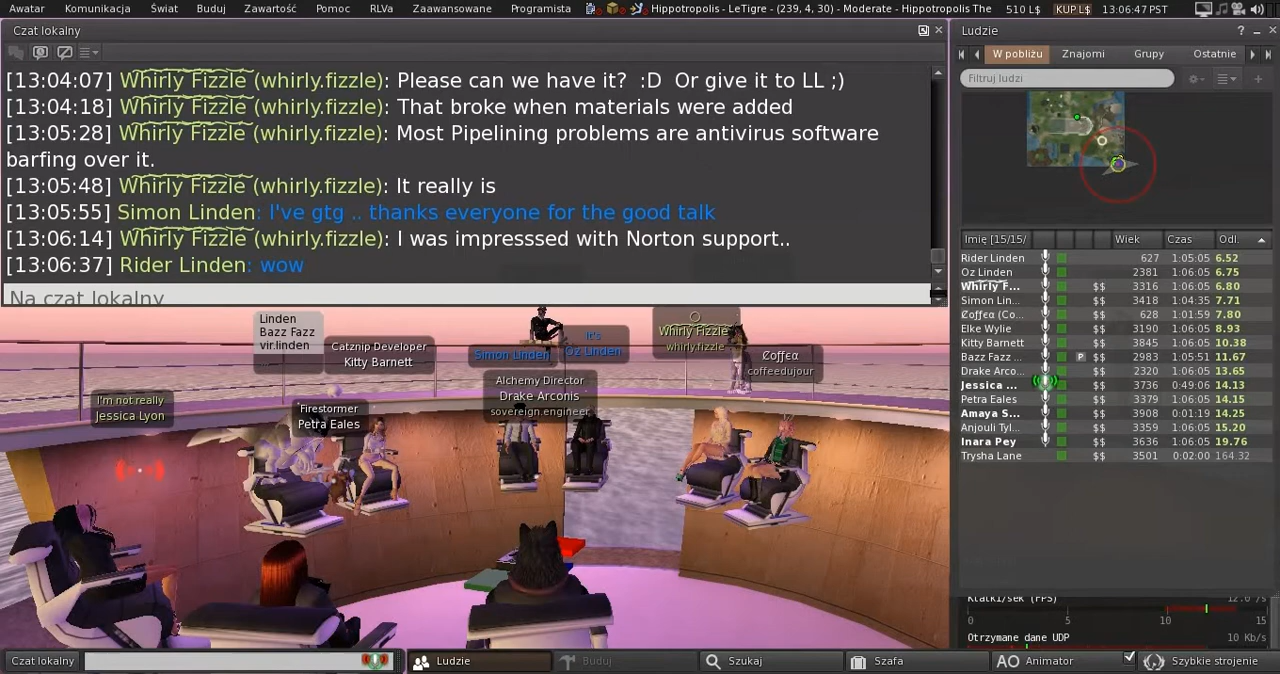 Awatar Komunikacja Świat Buduj Zawartość Pomoc RLVa Zaawansowane Programista Hippotropolis - LeTigre - (239, 4, 30) - Moderate - Hippotropolis The 510 L$ KUP L$ 13:06:47 PST
Czat lokalny
[13:04:07] Whirly Fizzle (whirly.fizzle): Please can we have it?  :D  Or give it to LL ;)
[13:04:18] Whirly Fizzle (whirly.fizzle): That broke when materials were added
[13:05:28] Whirly Fizzle (whirly.fizzle): Most Pipelining problems are antivirus software
barfing over it.
[13:05:48] Whirly Fizzle (whirly.fizzle): It really is
[13:05:55] Simon Linden: I've gtg .. thanks everyone for the good talk
[13:06:14] Whirly Fizzle (whirly.fizzle): I was impresssed with Norton support..
[13:06:37] Rider Linden: wow
Na czat lokalny
Linden
Bazz Fazz
vir.linden
Catznip Developer
Kitty Barnett
Simon Linden
It's
Oz Linden
Whirly Fizzle
whirly.fizzle
Ȼøffeα
coffeedujour
Alchemy Director
Drake Arconis
sovereign.engineer
I'm not really
Jessica Lyon
Firestormer
Petra Eales
Ludzie
W pobliżu Znajomi Grupy Ostatnie
Filtruj ludzi
Imię [15/15/ Wiek Czas Odl.
Rider Linden 627 1:05:05 6.52
Oz Linden 2381 1:06:05 6.75
Whirly F... $$ 3316 1:06:05 6.80
Simon Lin... $$ 3418 1:04:35 7.71
Ȼøffeα (Co... $$ 628 1:01:59 7.80
Elke Wylie $$ 3190 1:06:05 8.93
Kitty Barnett $$ 3845 1:06:05 10.38
Bazz Fazz ... P $$ 2983 1:05:51 11.67
Drake Arco... $$ 2320 1:06:05 13.65
Jessica ... $$ 3736 0:49:06 14.13
Petra Eales $$ 3379 1:06:05 14.15
Amaya S... $$ 3908 0:01:19 14.25
Anjouli Tyl... $$ 3359 1:06:05 15.20
Inara Pey $$ 3636 1:06:05 19.76
Trysha Lane $$ 3501 0:02:00 164.32
Klatki/sek (FPS) 12.0 /s
0 5 10 15
Otrzymane dane UDP 10 Kb/s
Czat lokalny Ludzie Buduj Szukaj Szafa AO Animator Szybkie strojenie